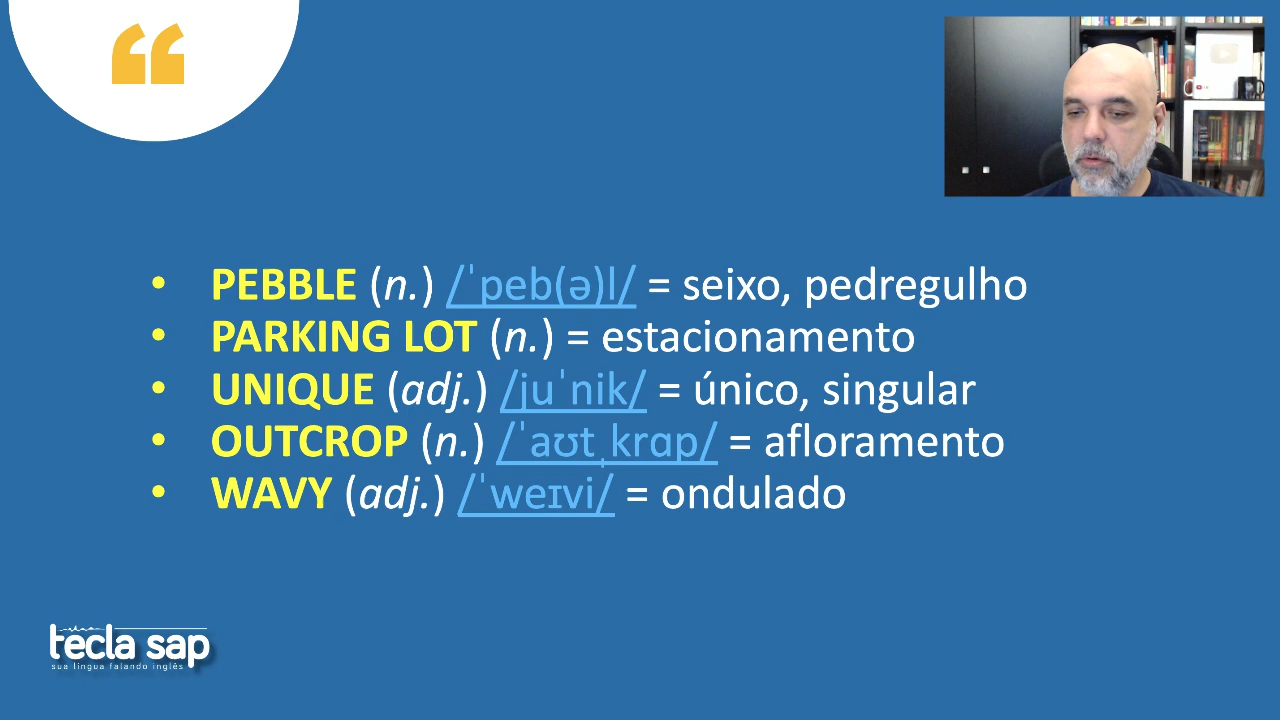 “
• PEBBLE (n.) /ˈpeb(ə)l/ = seixo, pedregulho
• PARKING LOT (n.) = estacionamento
• UNIQUE (adj.) /juˈnik/ = único, singular
• OUTCROP (n.) /ˈaʊtˌkrɑp/ = afloramento
• WAVY (adj.) /ˈweɪvi/ = ondulado
tecla sap
sua língua falando inglês